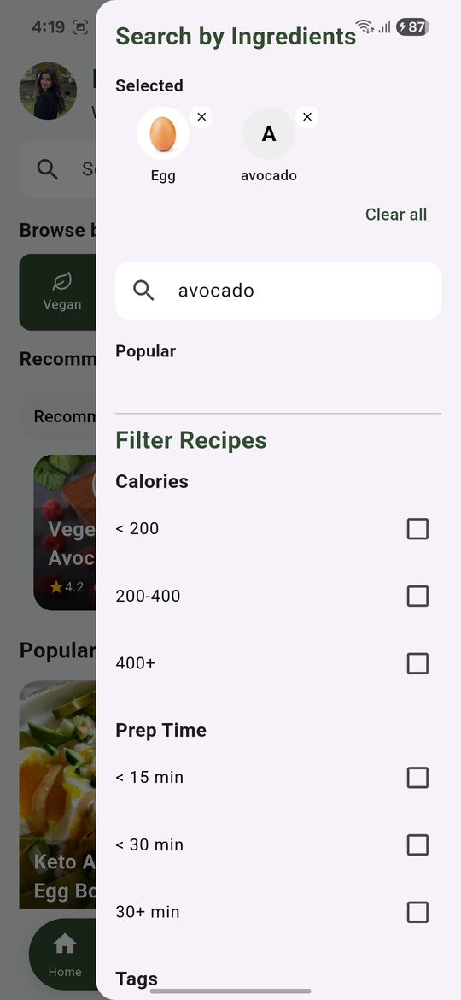 4:19
87
Search by Ingredients
Selected
Egg
A
avocado
Clear all
avocado
Popular
Browse b
Vegan
Recomm
Recomm
Vege
Avoc
4.2
Popular
Keto A
Egg Bo
Home
Filter Recipes
Calories
< 200
200-400
400+
Prep Time
< 15 min
< 30 min
30+ min
Tags